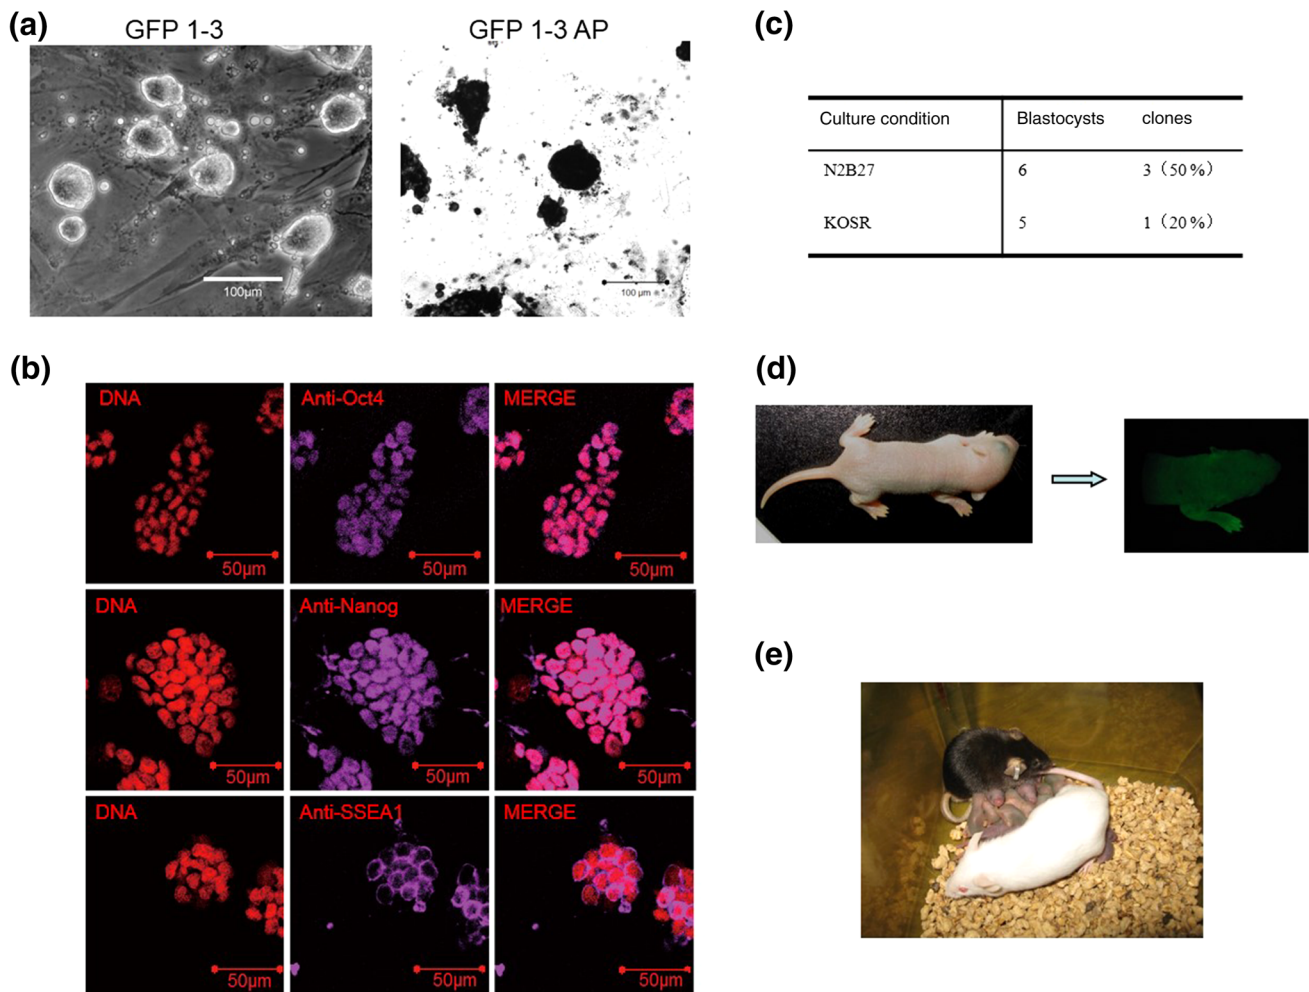 (a)
GFP 1-3
GFP 1-3 AP
100µm
100 µm
(b)
DNA Anti-Oct4 MERGE
50µm 50µm 50µm
DNA Anti-Nanog MERGE
50µm 50µm 50µm
DNA Anti-SSEA1 MERGE
50µm 50µm 50µm
(c)
Culture condition Blastocysts clones
N2B27 6 3（50%）
KOSR 5 1（20%）
(d)
(e)